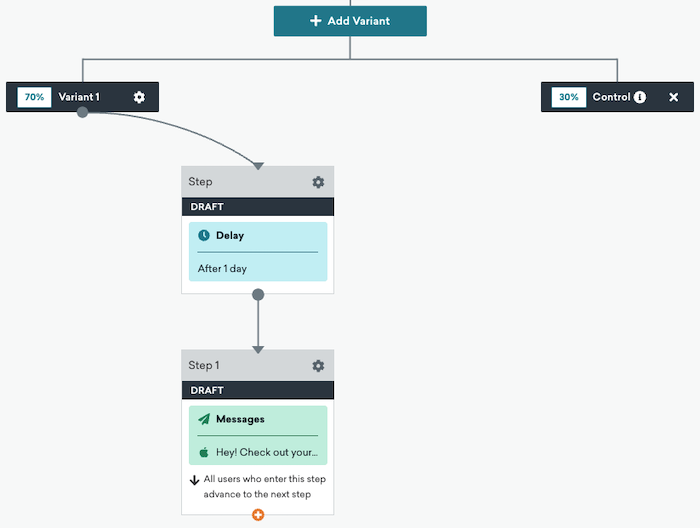 Add Variant
70% Variant 1
30% Control
Step
DRAFT
Delay
After 1 day
Step 1
DRAFT
Messages
Hey! Check out your...
All users who enter this step
advance to the next step